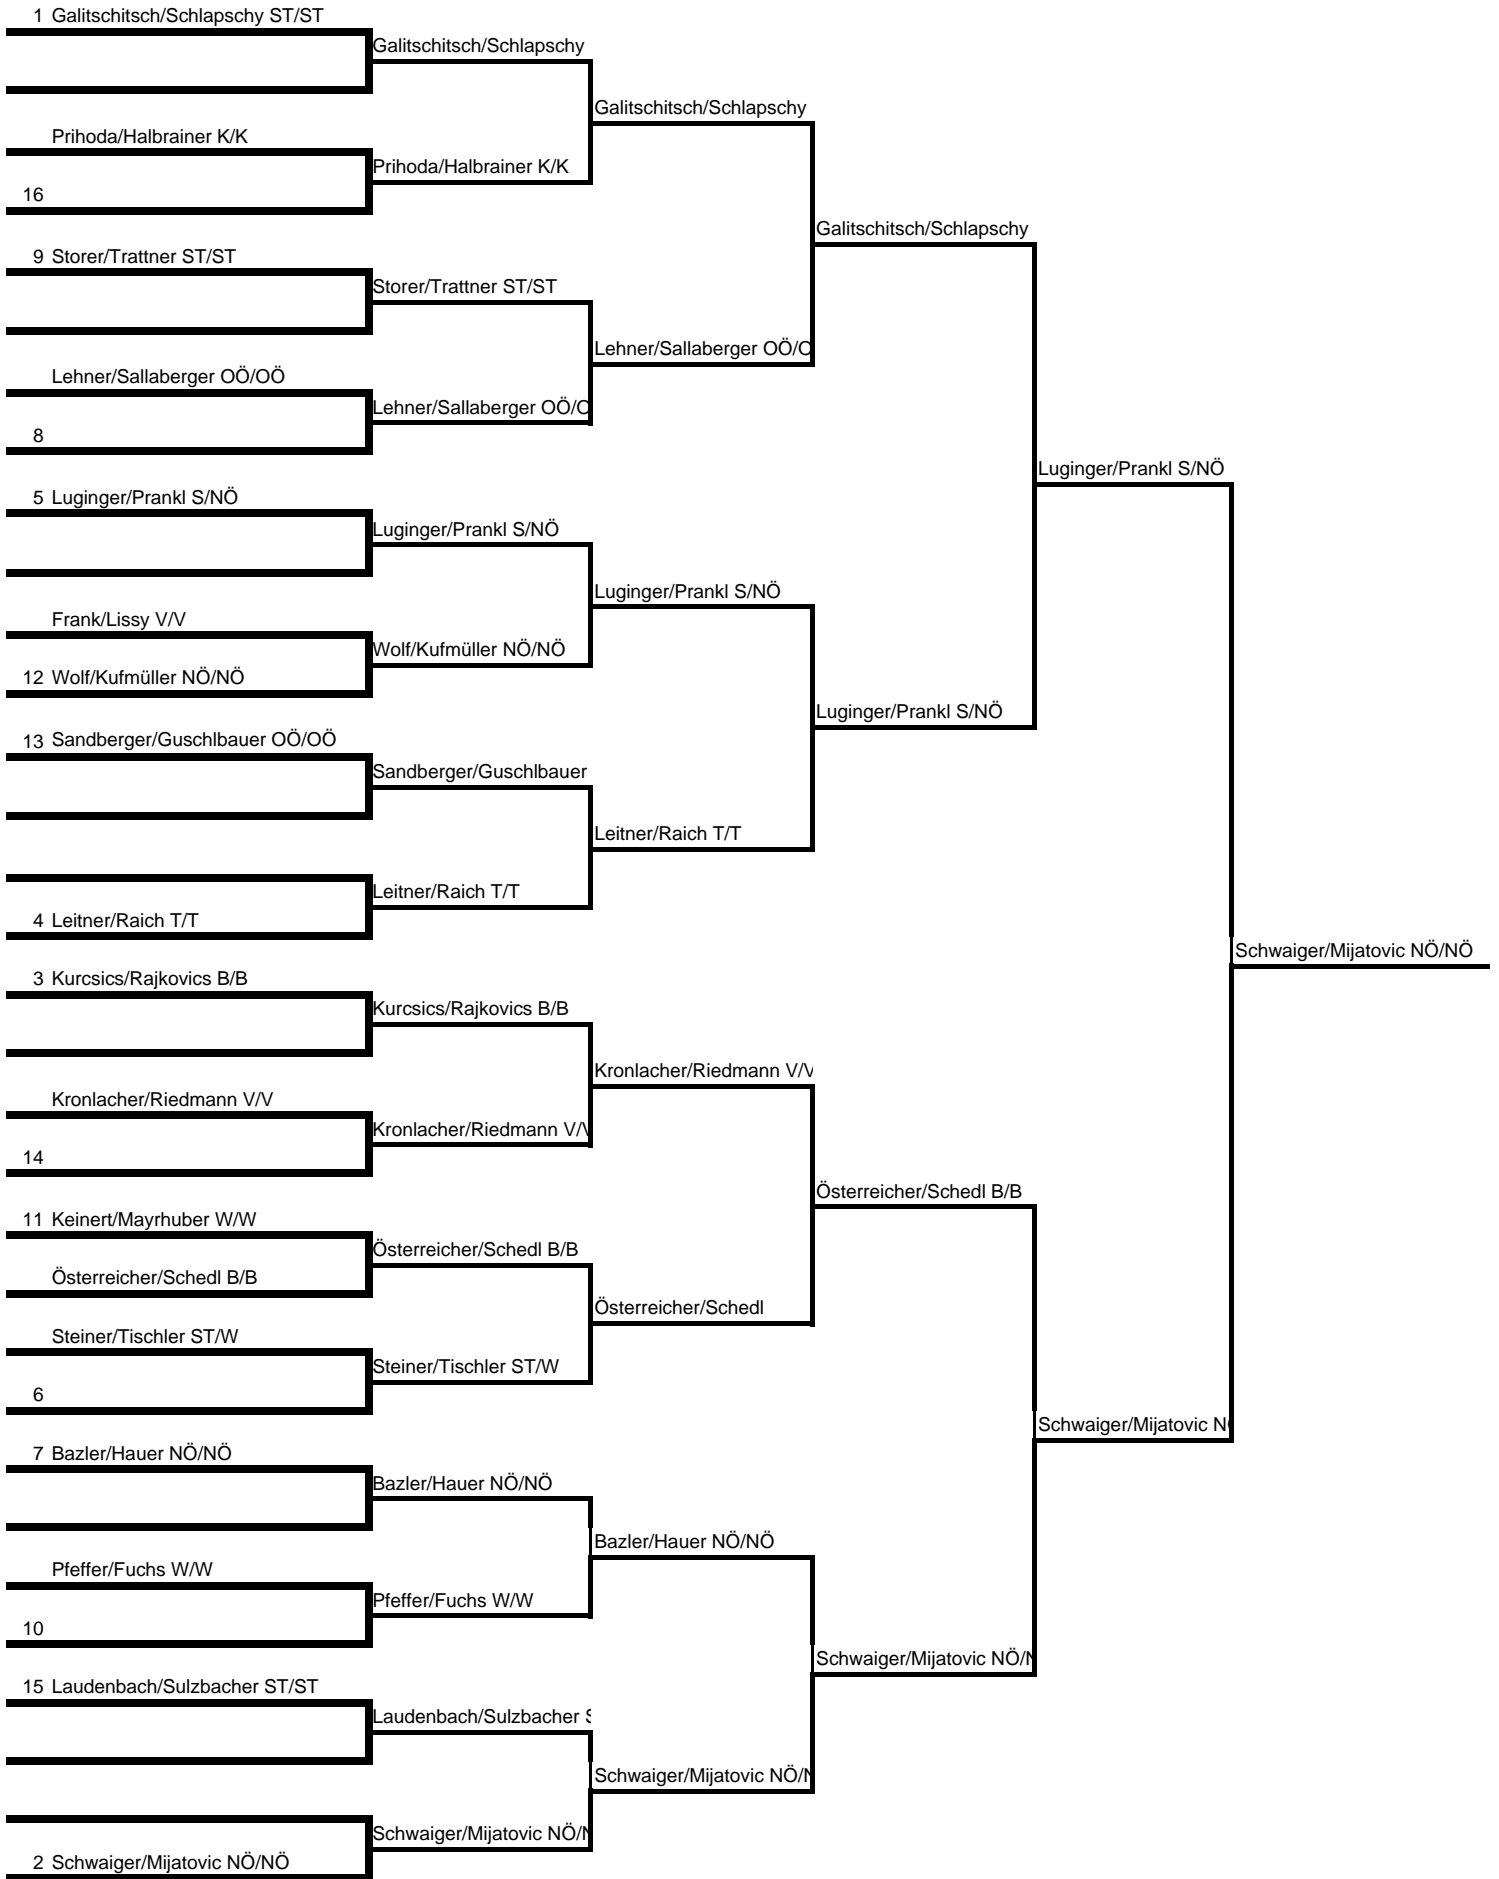 1 Galitschitsch/Schlapschy ST/ST
Galitschitsch/Schlapschy
Galitschitsch/Schlapschy
Prihoda/Halbrainer K/K
Prihoda/Halbrainer K/K
16
Galitschitsch/Schlapschy
9 Storer/Trattner ST/ST
Storer/Trattner ST/ST
Lehner/Sallaberger OÖ/O
Lehner/Sallaberger OÖ/OÖ
Lehner/Sallaberger OÖ/O
8
Luginger/Prankl S/NÖ
5 Luginger/Prankl S/NÖ
Luginger/Prankl S/NÖ
Luginger/Prankl S/NÖ
Frank/Lissy V/V
Wolf/Kufmüller NÖ/NÖ
12 Wolf/Kufmüller NÖ/NÖ
Luginger/Prankl S/NÖ
13 Sandberger/Guschlbauer OÖ/OÖ
Sandberger/Guschlbauer
Leitner/Raich T/T
Leitner/Raich T/T
4 Leitner/Raich T/T
Schwaiger/Mijatovic NÖ/NÖ
3 Kurcsics/Rajkovics B/B
Kurcsics/Rajkovics B/B
Kronlacher/Riedmann V/V
Kronlacher/Riedmann V/V
Kronlacher/Riedmann V/V
14
Österreicher/Schedl B/B
11 Keinert/Mayrhuber W/W
Österreicher/Schedl B/B
Österreicher/Schedl B/B
Österreicher/Schedl
Steiner/Tischler ST/W
Steiner/Tischler ST/W
6
Schwaiger/Mijatovic N
7 Bazler/Hauer NÖ/NÖ
Bazler/Hauer NÖ/NÖ
Bazler/Hauer NÖ/NÖ
Pfeffer/Fuchs W/W
Pfeffer/Fuchs W/W
10
Schwaiger/Mijatovic NÖ/N
15 Laudenbach/Sulzbacher ST/ST
Laudenbach/Sulzbacher S
Schwaiger/Mijatovic NÖ/N
Schwaiger/Mijatovic NÖ/N
2 Schwaiger/Mijatovic NÖ/NÖ